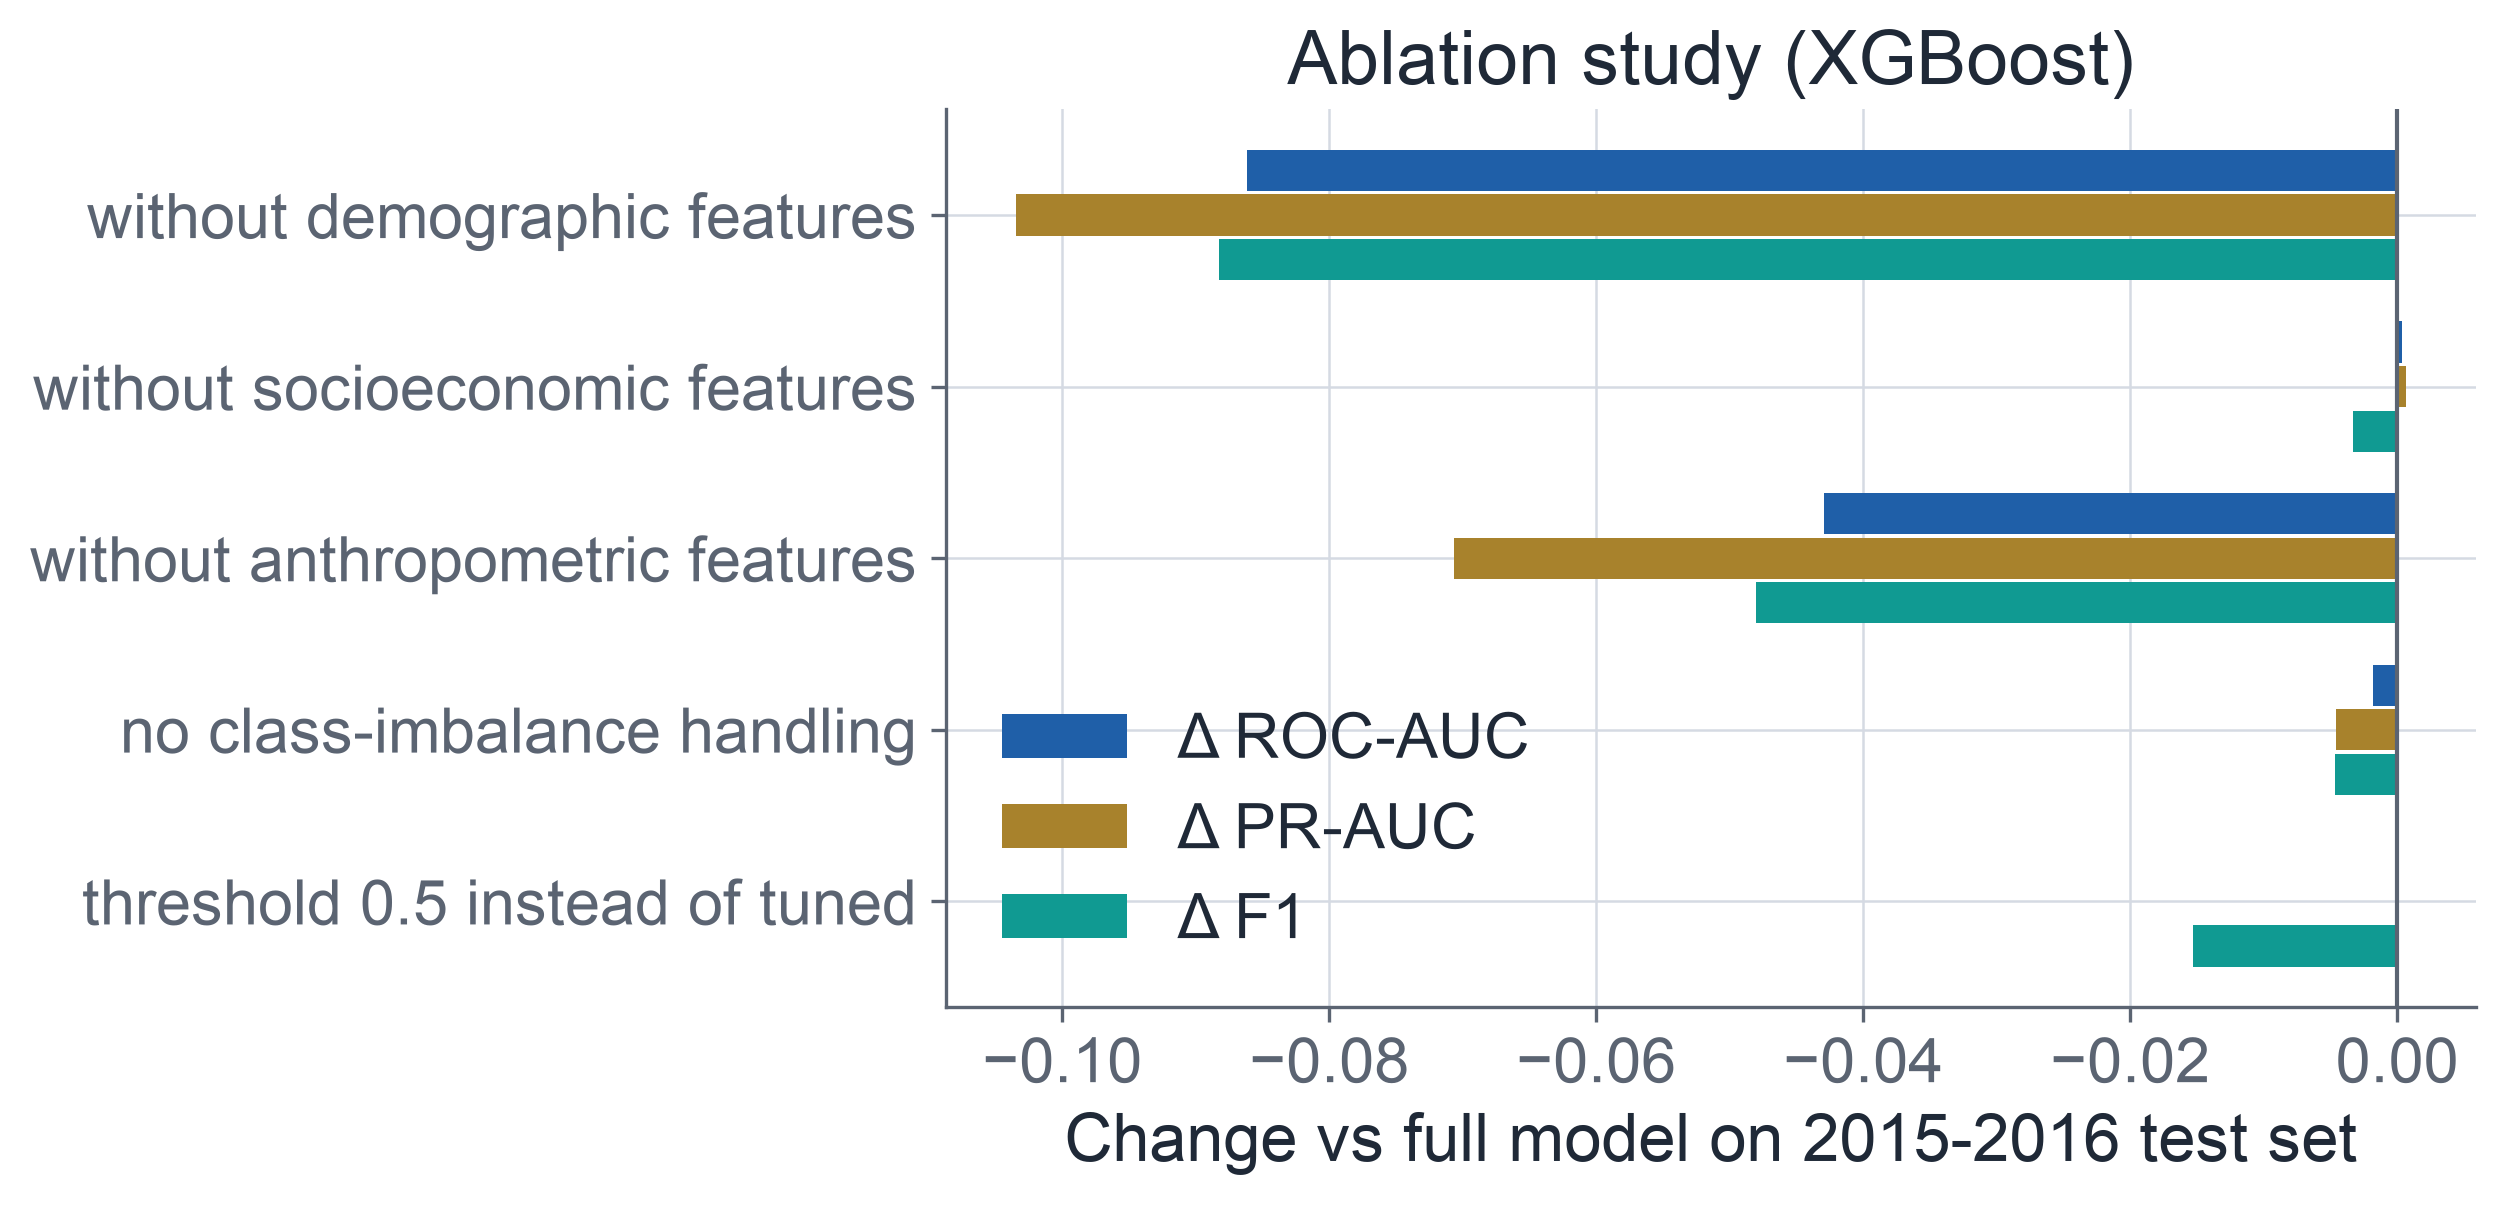 Ablation study (XGBoost)
without demographic features
without socioeconomic features
without anthropometric features
no class-imbalance handling
threshold 0.5 instead of tuned
Δ ROC-AUC
Δ PR-AUC
Δ F1
−0.10 −0.08 −0.06 −0.04 −0.02 0.00
Change vs full model on 2015-2016 test set